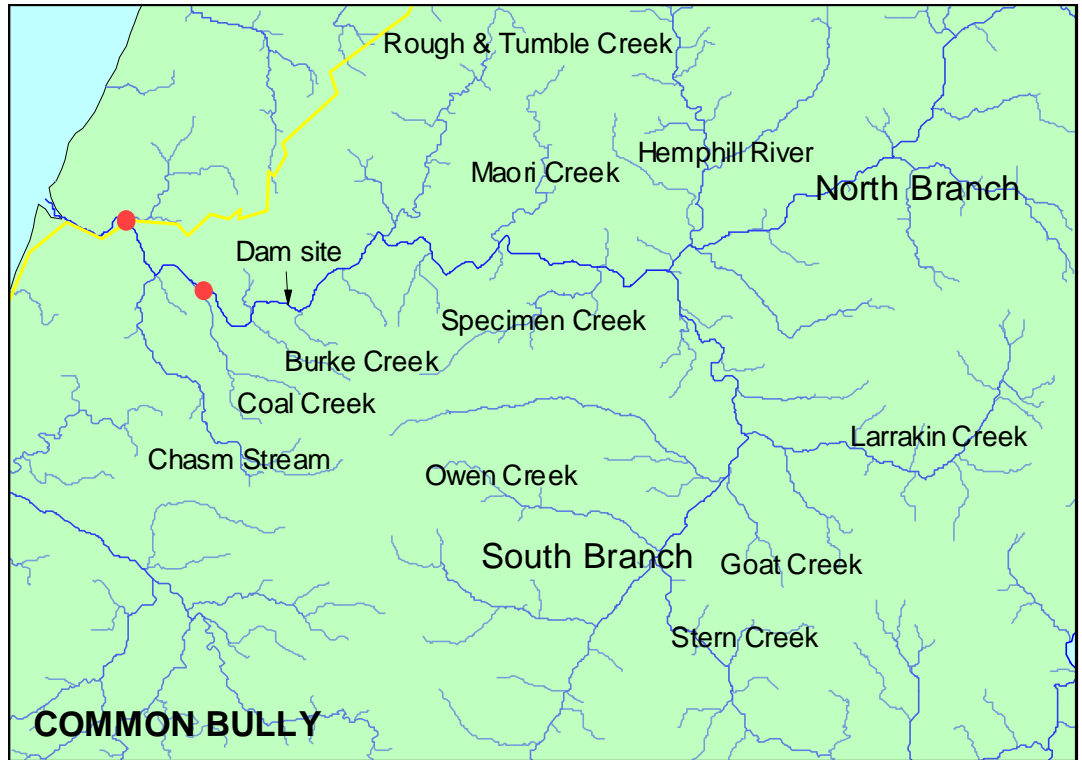 Rough & Tumble Creek
Hemphill River
Maori Creek
North Branch
Dam site
Specimen Creek
Burke Creek
Coal Creek
Larrakin Creek
Chasm Stream
Owen Creek
South Branch
Goat Creek
Stern Creek
COMMON BULLY